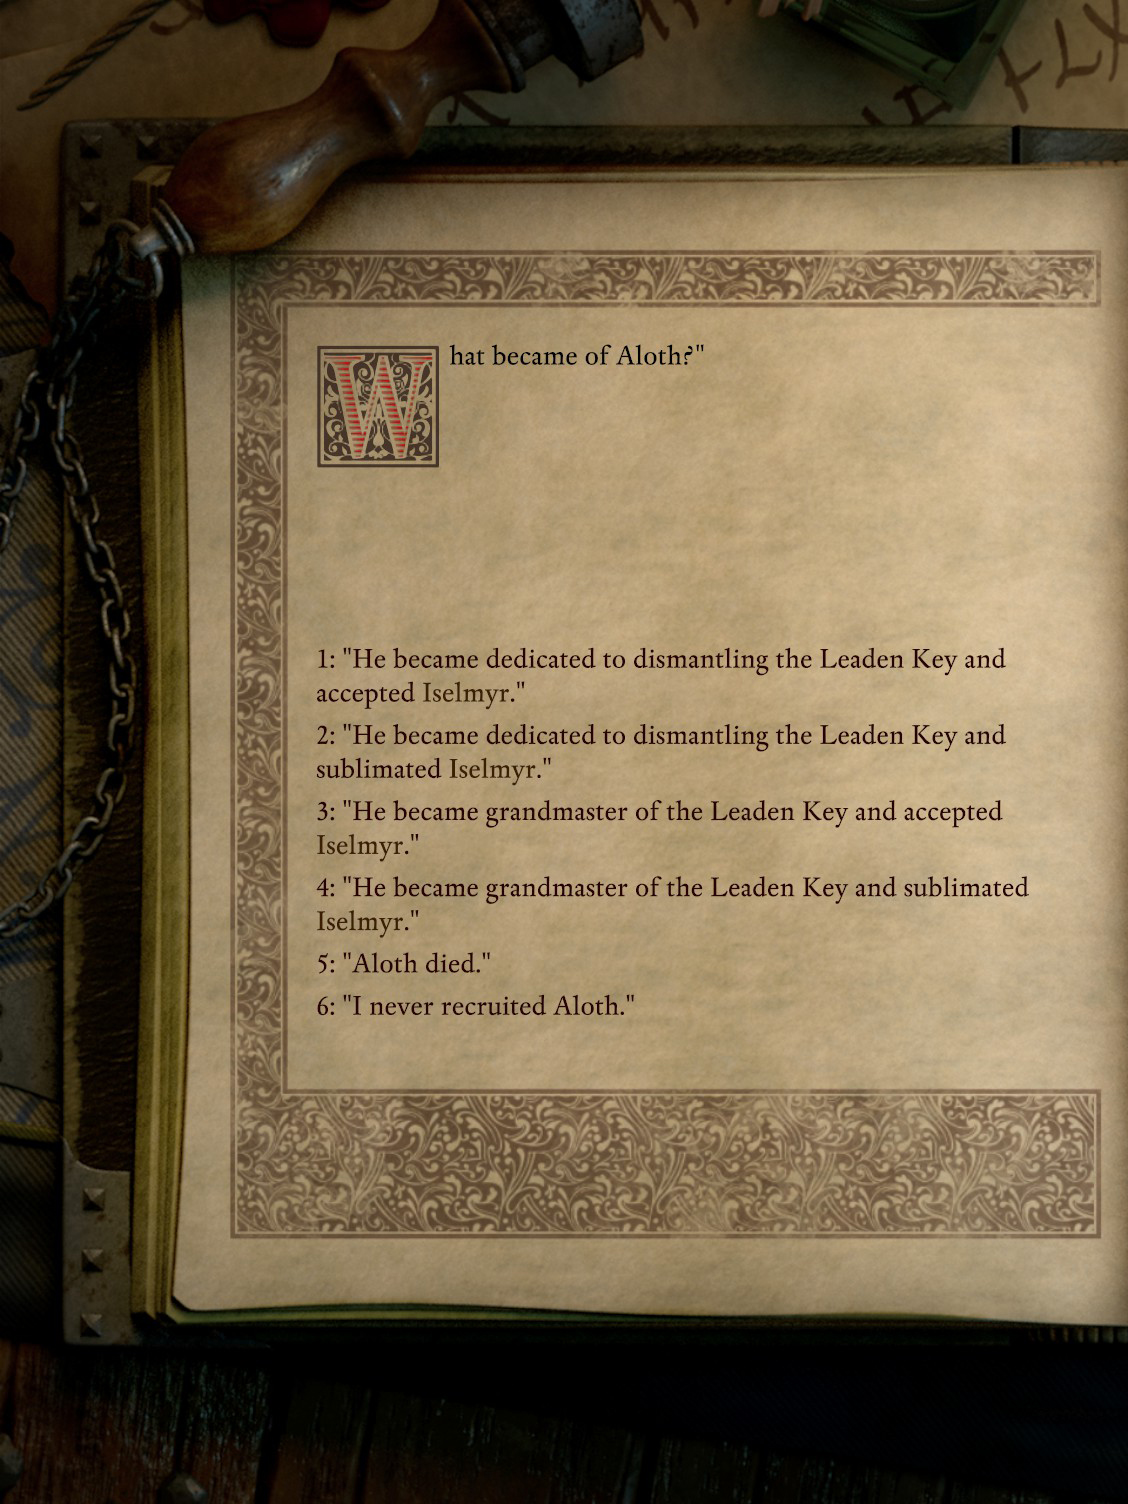 What became of Aloth?"
1: "He became dedicated to dismantling the Leaden Key and
accepted Iselmyr."
2: "He became dedicated to dismantling the Leaden Key and
sublimated Iselmyr."
3: "He became grandmaster of the Leaden Key and accepted
Iselmyr."
4: "He became grandmaster of the Leaden Key and sublimated
Iselmyr."
5: "Aloth died."
6: "I never recruited Aloth."